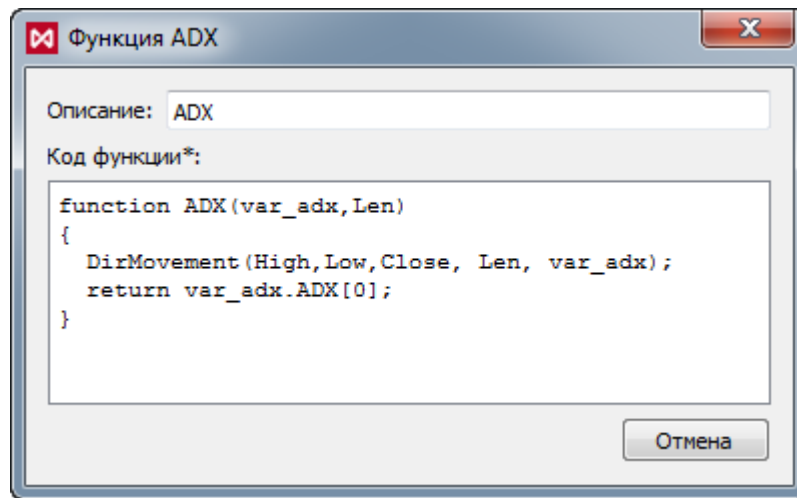 Функция ADX
Описание: ADX
Код функции*:
function ADX(var_adx,Len)
{
  DirMovement(High,Low,Close, Len, var_adx);
  return var_adx.ADX[0];
}
Отмена